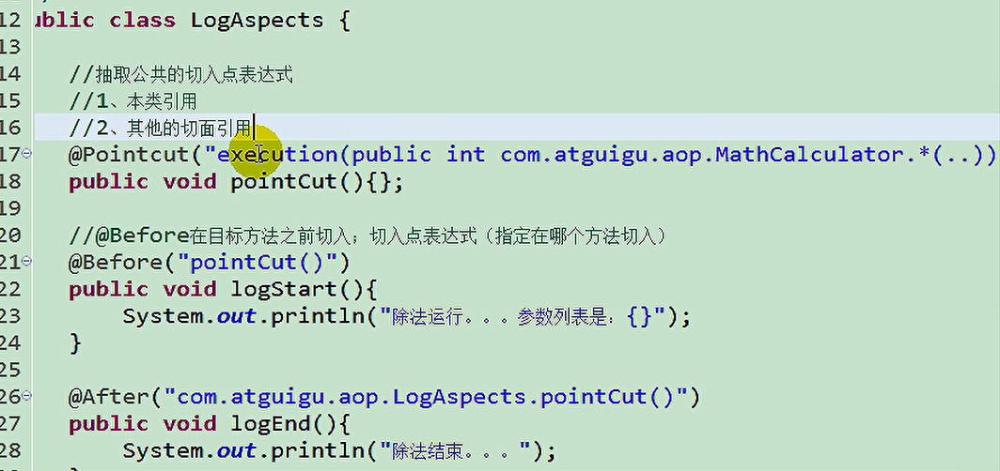 12 ublic class LogAspects {
13
14 //抽取公共的切入点表达式
15 //1、本类引用
16 //2、其他的切面引用
17 @Pointcut("execution(public int com.atguigu.aop.MathCalculator.*(..))
18 public void pointCut(){};
19
20 //@Before在目标方法之前切入；切入点表达式（指定在哪个方法切入）
21 @Before("pointCut()")
22 public void logStart(){
23 System.out.println("除法运行。。。参数列表是：{}");
24 }
25
26 @After("com.atguigu.aop.LogAspects.pointCut()")
27 public void logEnd(){
28 System.out.println("除法结束。。。");